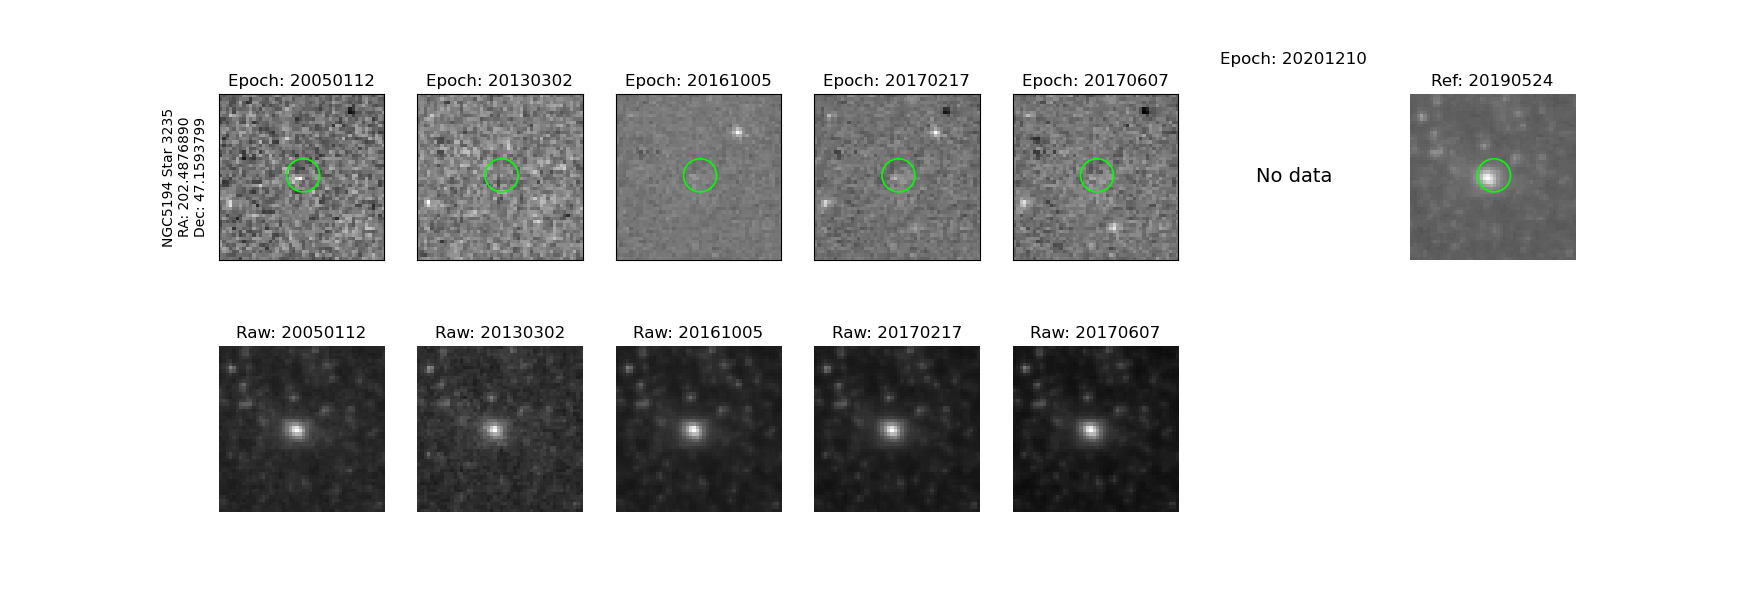 Epoch: 20201210
Epoch: 20050112
Epoch: 20130302
Epoch: 20161005
Epoch: 20170217
Epoch: 20170607
Ref: 20190524
NGC5194 Star 3235
RA: 202.4876890
Dec: 47.1593799
No data
Raw: 20050112
Raw: 20130302
Raw: 20161005
Raw: 20170217
Raw: 20170607